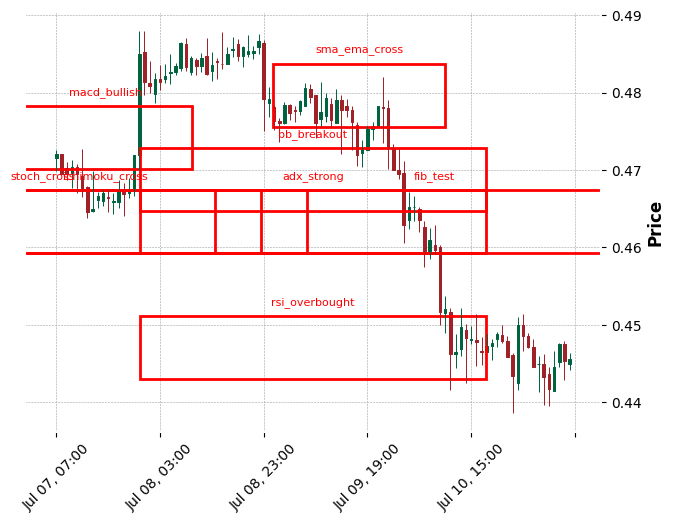 0.49
sma_ema_cross
0.48
macd_bullish
bb_breakout
0.47
adx_strong
fib_test
0.46
Price
rsi_overbought
0.45
0.44
Jul 07, 07:00
Jul 08, 03:00
Jul 08, 23:00
Jul 09, 19:00
Jul 10, 15:00